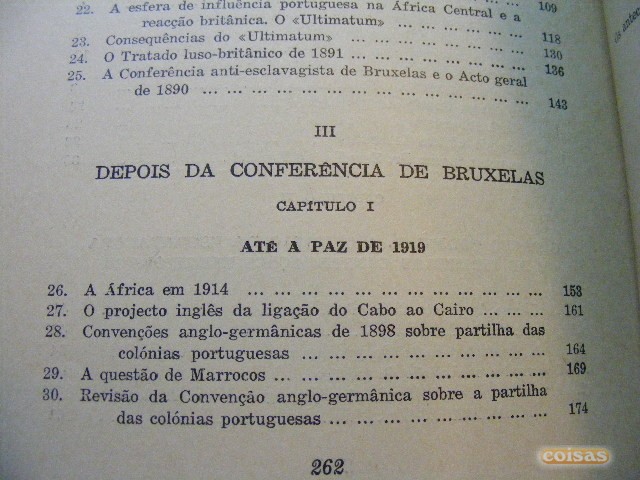 22. A esfera de influência portuguesa na África Central e a
reacção britânica. O «Ultimatum» ... ... ... ... ... 109
23. Consequências do «Ultimatum» ... ... ... ... ... ... 118
24. O Tratado luso-britânico de 1891 ... ... ... ... ... ... 130
25. A Conferência anti-esclavagista de Bruxelas e o Acto geral 136
de 1890 ... ... ... ... ... ... ... ... ... ... ... ... 143
III
DEPOIS DA CONFERÊNCIA DE BRUXELAS
CAPÍTULO I
ATÉ A PAZ DE 1919
26. A África em 1914 ... ... ... ... ... ... ... ... ... ... 153
27. O projecto inglês da ligação do Cabo ao Cairo ... ... ... 161
28. Convenções anglo-germânicas de 1898 sobre partilha das
colónias portuguesas ... ... ... ... ... ... ... ... 164
29. A questão de Marrocos ... ... ... ... ... ... ... ... ... 169
30. Revisão da Convenção anglo-germânica sobre a partilha
das colónias portuguesas ... ... ... ... ... ... ... 174
262
coisas